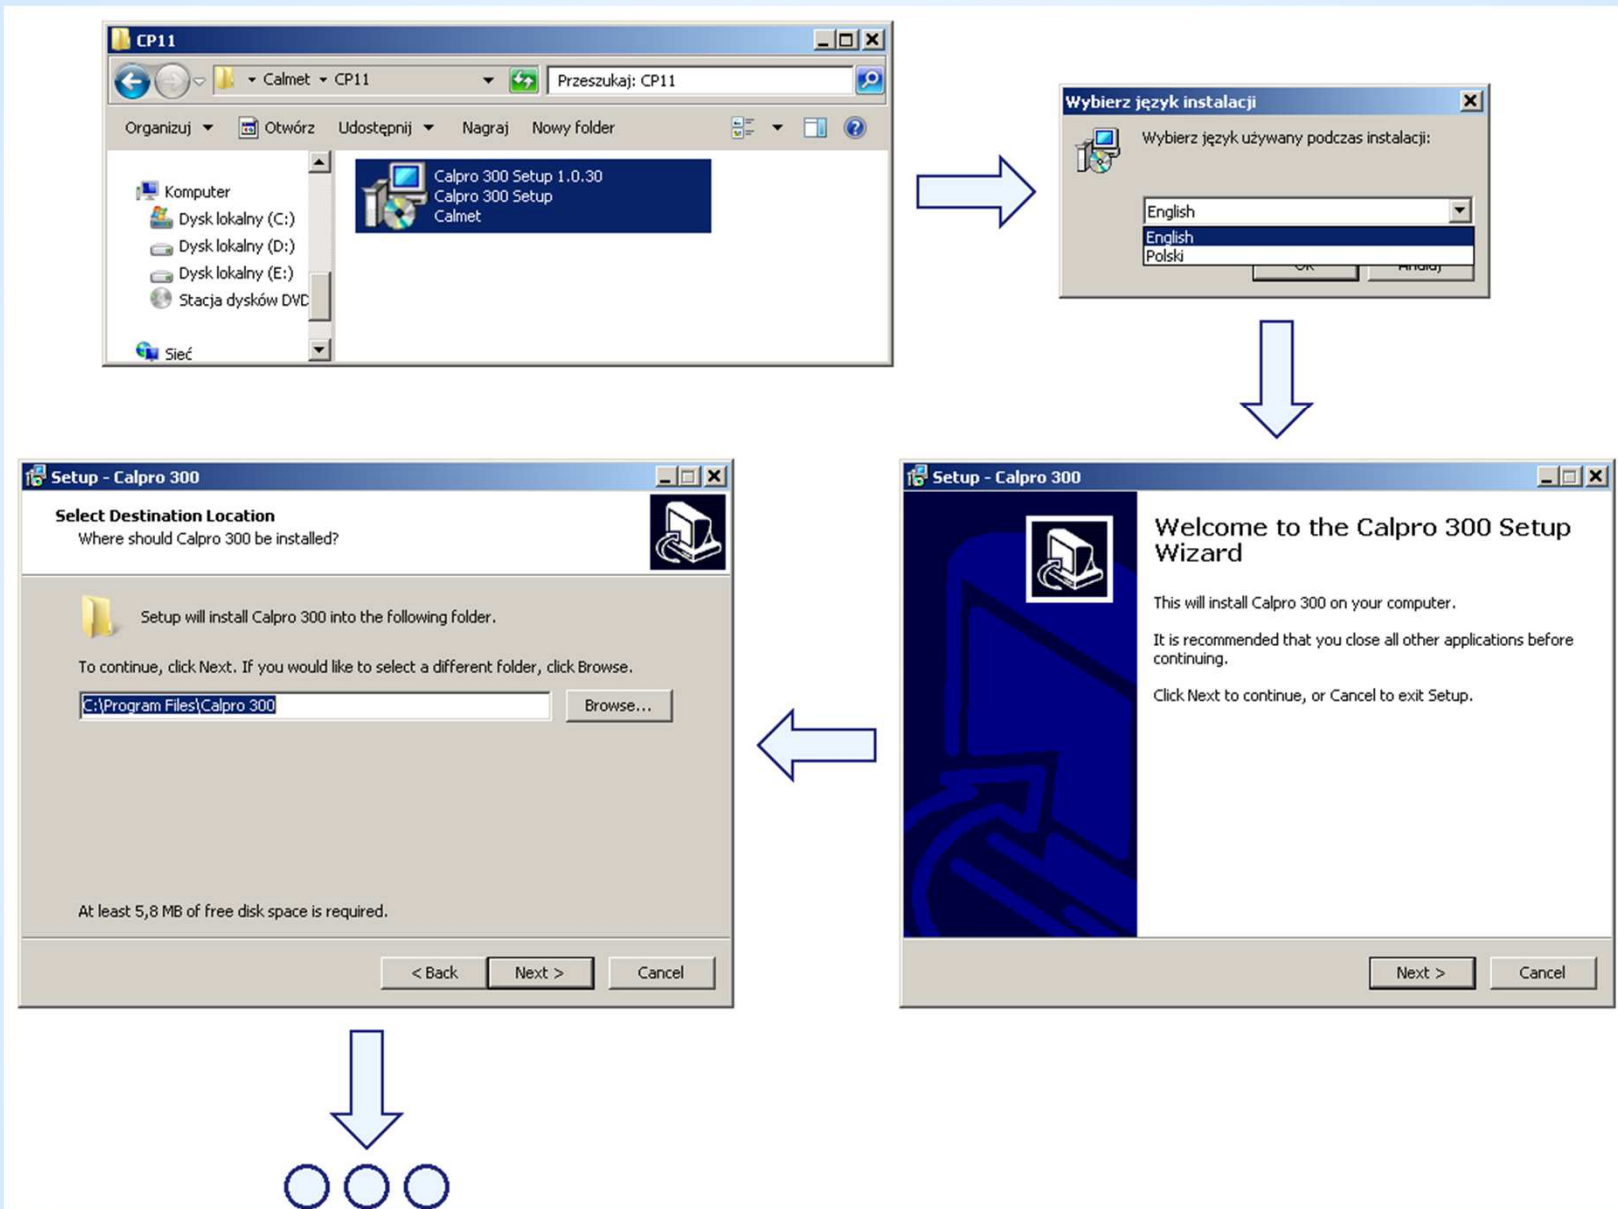 CP11
Calmet CP11
Przeszukaj: CP11
Organizuj Otwórz Udostępnij Nagraj Nowy folder
Komputer
Dysk lokalny (C:)
Dysk lokalny (D:)
Dysk lokalny (E:)
Stacja dysków DVD
Sieć
Calpro 300 Setup 1.0.30
Calpro 300 Setup
Calmet
Wybierz język instalacji
Wybierz język używany podczas instalacji:
English
English
Polski
OK Anuluj
Setup - Calpro 300
Welcome to the Calpro 300 Setup
Wizard
This will install Calpro 300 on your computer.
It is recommended that you close all other applications before
continuing.
Click Next to continue, or Cancel to exit Setup.
Next > Cancel
Setup - Calpro 300
Select Destination Location
Where should Calpro 300 be installed?
Setup will install Calpro 300 into the following folder.
To continue, click Next. If you would like to select a different folder, click Browse.
C:\Program Files\Calpro 300
Browse...
At least 5,8 MB of free disk space is required.
< Back Next > Cancel